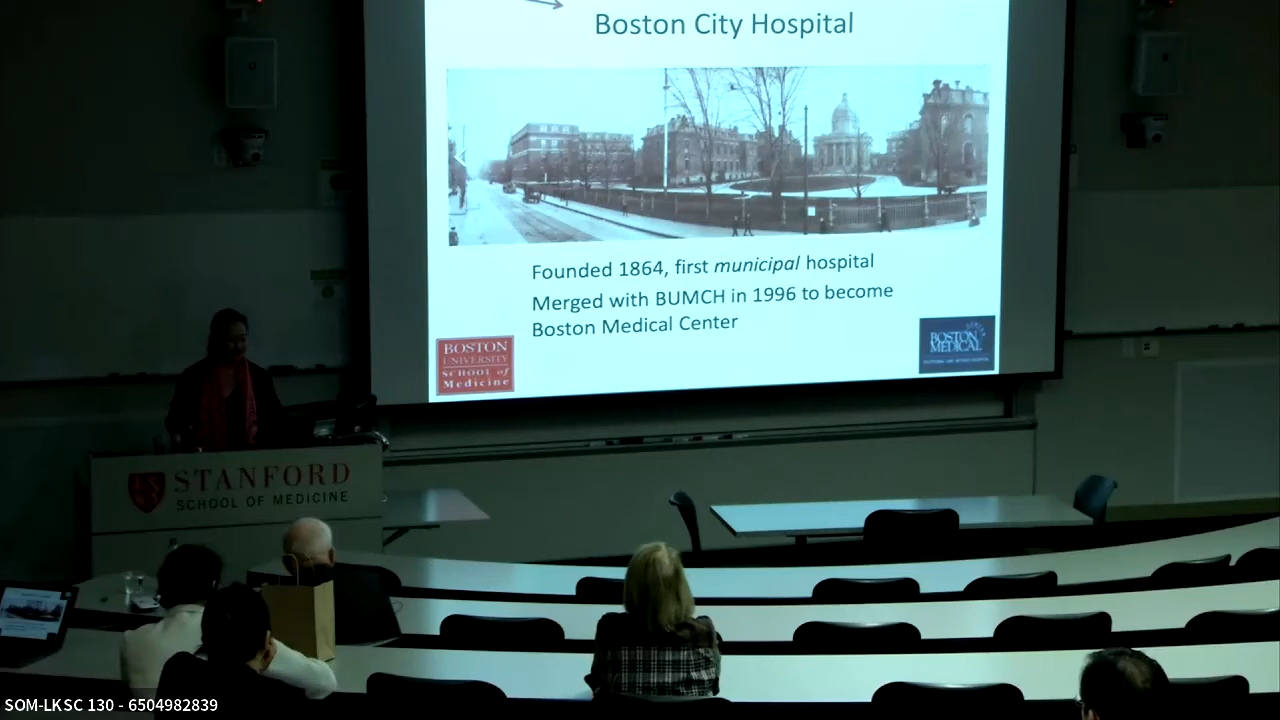 Boston City Hospital
Founded 1864, first municipal hospital
Merged with BUMCH in 1996 to become
Boston Medical Center
BOSTON
UNIVERSITY
SCHOOL of
Medicine
BOSTON
MEDICAL
CENTER
STANFORD
SCHOOL OF MEDICINE
SOM-LKSC 130 - 6504982839